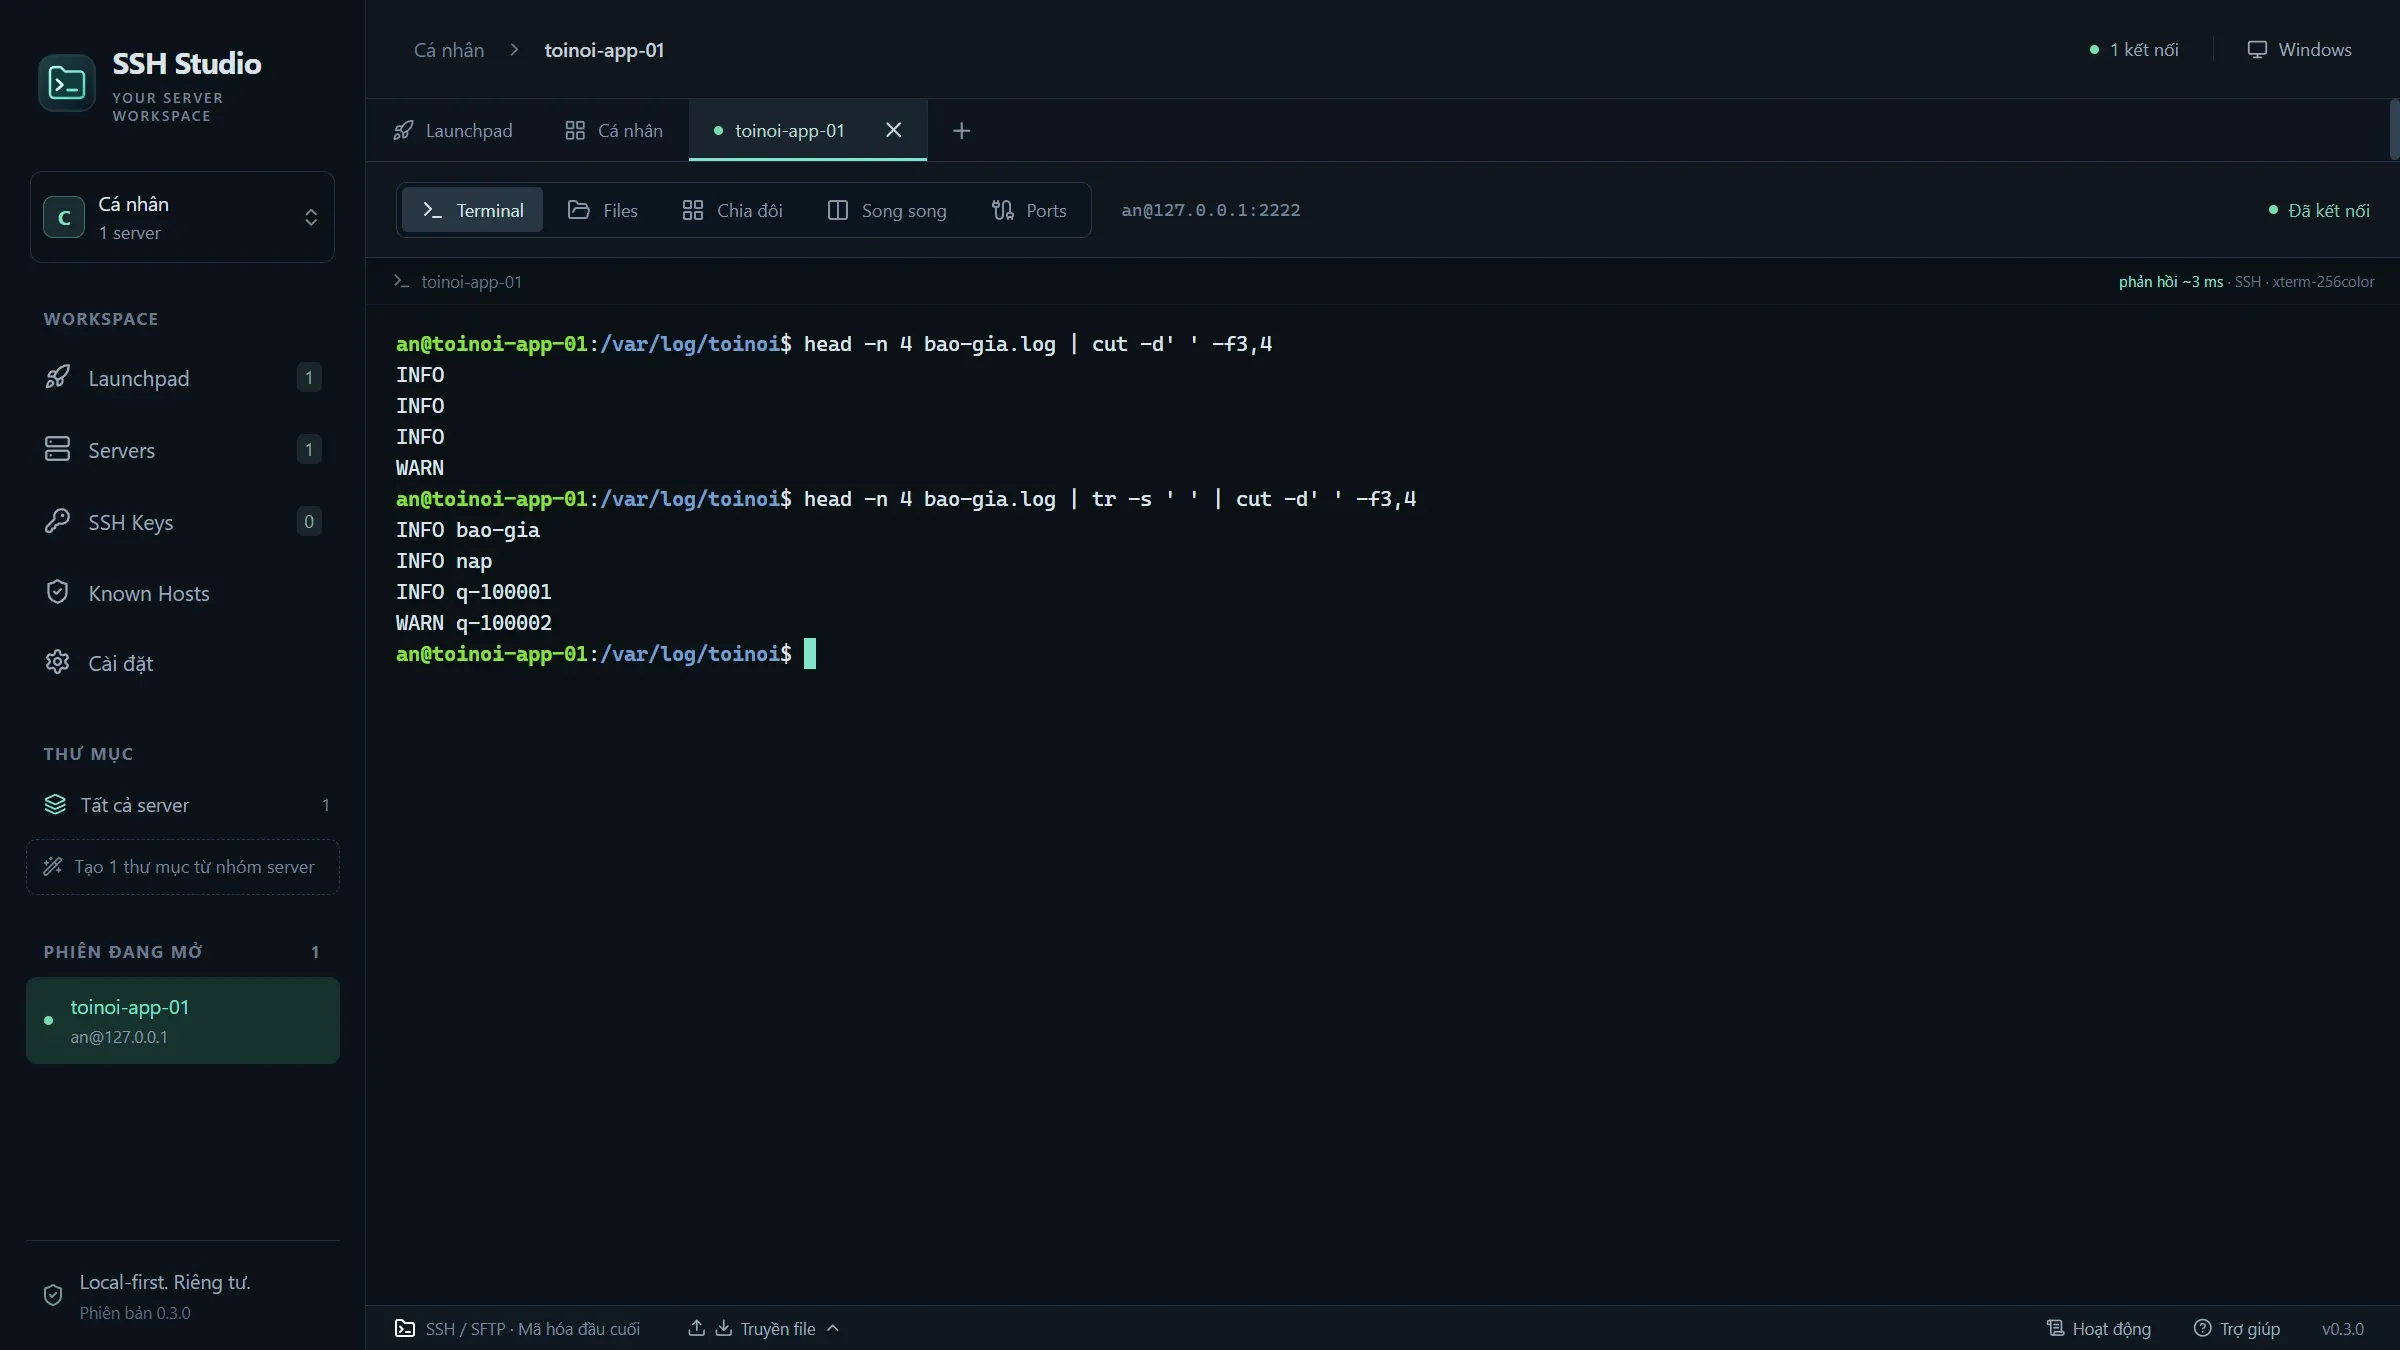 SSH Studio
YOUR SERVER
WORKSPACE
C
Cá nhân
1 server
WORKSPACE
Launchpad 1
Servers 1
SSH Keys 0
Known Hosts
Cài đặt
THƯ MỤC
Tất cả server 1
Tạo 1 thư mục từ nhóm server
PHIÊN ĐANG MỞ 1
toinoi-app-01
an@127.0.0.1
Local-first. Riêng tư.
Phiên bản 0.3.0
Cá nhân > toinoi-app-01
1 kết nối
Windows
Launchpad
Cá nhân
toinoi-app-01
Terminal
Files
Chia đôi
Song song
Ports
an@127.0.0.1:2222
Đã kết nối
toinoi-app-01
phản hồi ~3 ms · SSH · xterm-256color
an@toinoi-app-01:/var/log/toinoi$ head -n 4 bao-gia.log | cut -d' ' -f3,4
INFO
INFO
INFO
WARN
an@toinoi-app-01:/var/log/toinoi$ head -n 4 bao-gia.log | tr -s ' ' | cut -d' ' -f3,4
INFO bao-gia
INFO nap
INFO q-100001
WARN q-100002
an@toinoi-app-01:/var/log/toinoi$
SSH / SFTP · Mã hóa đầu cuối
Truyền file
Hoạt động
Trợ giúp
v0.3.0